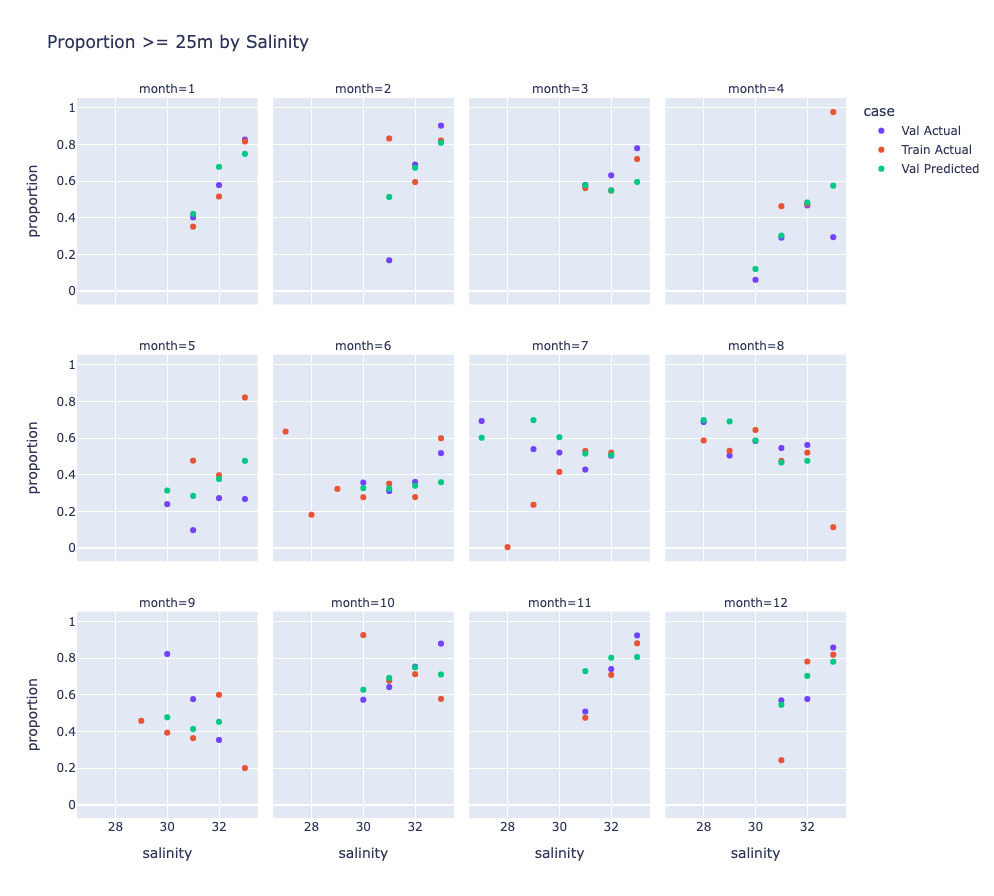 Proportion >= 25m by Salinity
month=1
month=2
month=3
month=4
case
Val Actual
Train Actual
Val Predicted
proportion
1
0.8
0.6
0.4
0.2
0
month=5
month=6
month=7
month=8
proportion
1
0.8
0.6
0.4
0.2
0
month=9
month=10
month=11
month=12
proportion
1
0.8
0.6
0.4
0.2
0
28 30 32 28 30 32 28 30 32 28 30 32
salinity salinity salinity salinity